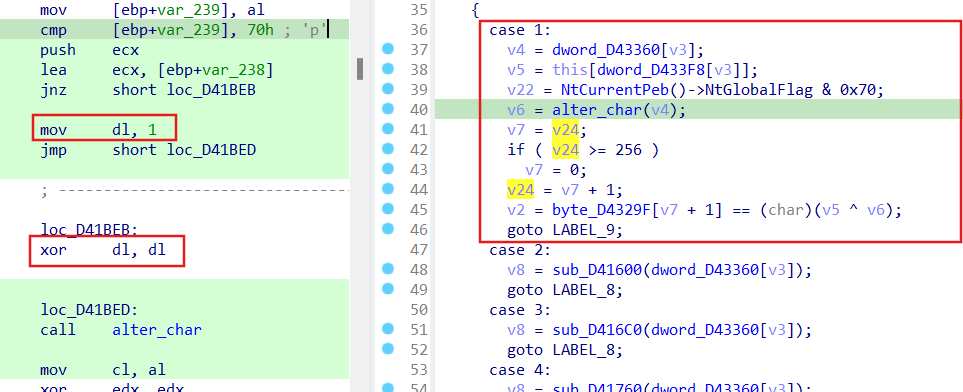 mov [ebp+var_239], al
cmp [ebp+var_239], 70h ; 'p'
push ecx
lea ecx, [ebp+var_238]
jnz short loc_D41BEB
mov dl, 1
jmp short loc_D41BED
; ---------------------------------
loc_D41BEB:
xor dl, dl
loc_D41BED:
call alter_char
mov cl, al
xor edx, edx
35 {
36 case 1:
37 v4 = dword_D43360[v3];
38 v5 = this[dword_D433F8[v3]];
39 v22 = NtCurrentPeb()->NtGlobalFlag & 0x70;
40 v6 = alter_char(v4);
41 v7 = v24;
42 if ( v24 >= 256 )
43 v7 = 0;
44 v24 = v7 + 1;
45 v2 = byte_D4329F[v7 + 1] == (char)(v5 ^ v6);
46 goto LABEL_9;
47 case 2:
48 v8 = sub_D41600(dword_D43360[v3]);
49 goto LABEL_8;
50 case 3:
51 v8 = sub_D416C0(dword_D43360[v3]);
52 goto LABEL_8;
53 case 4:
54 v8 = sub_D41760(dword_D43360[v3]);